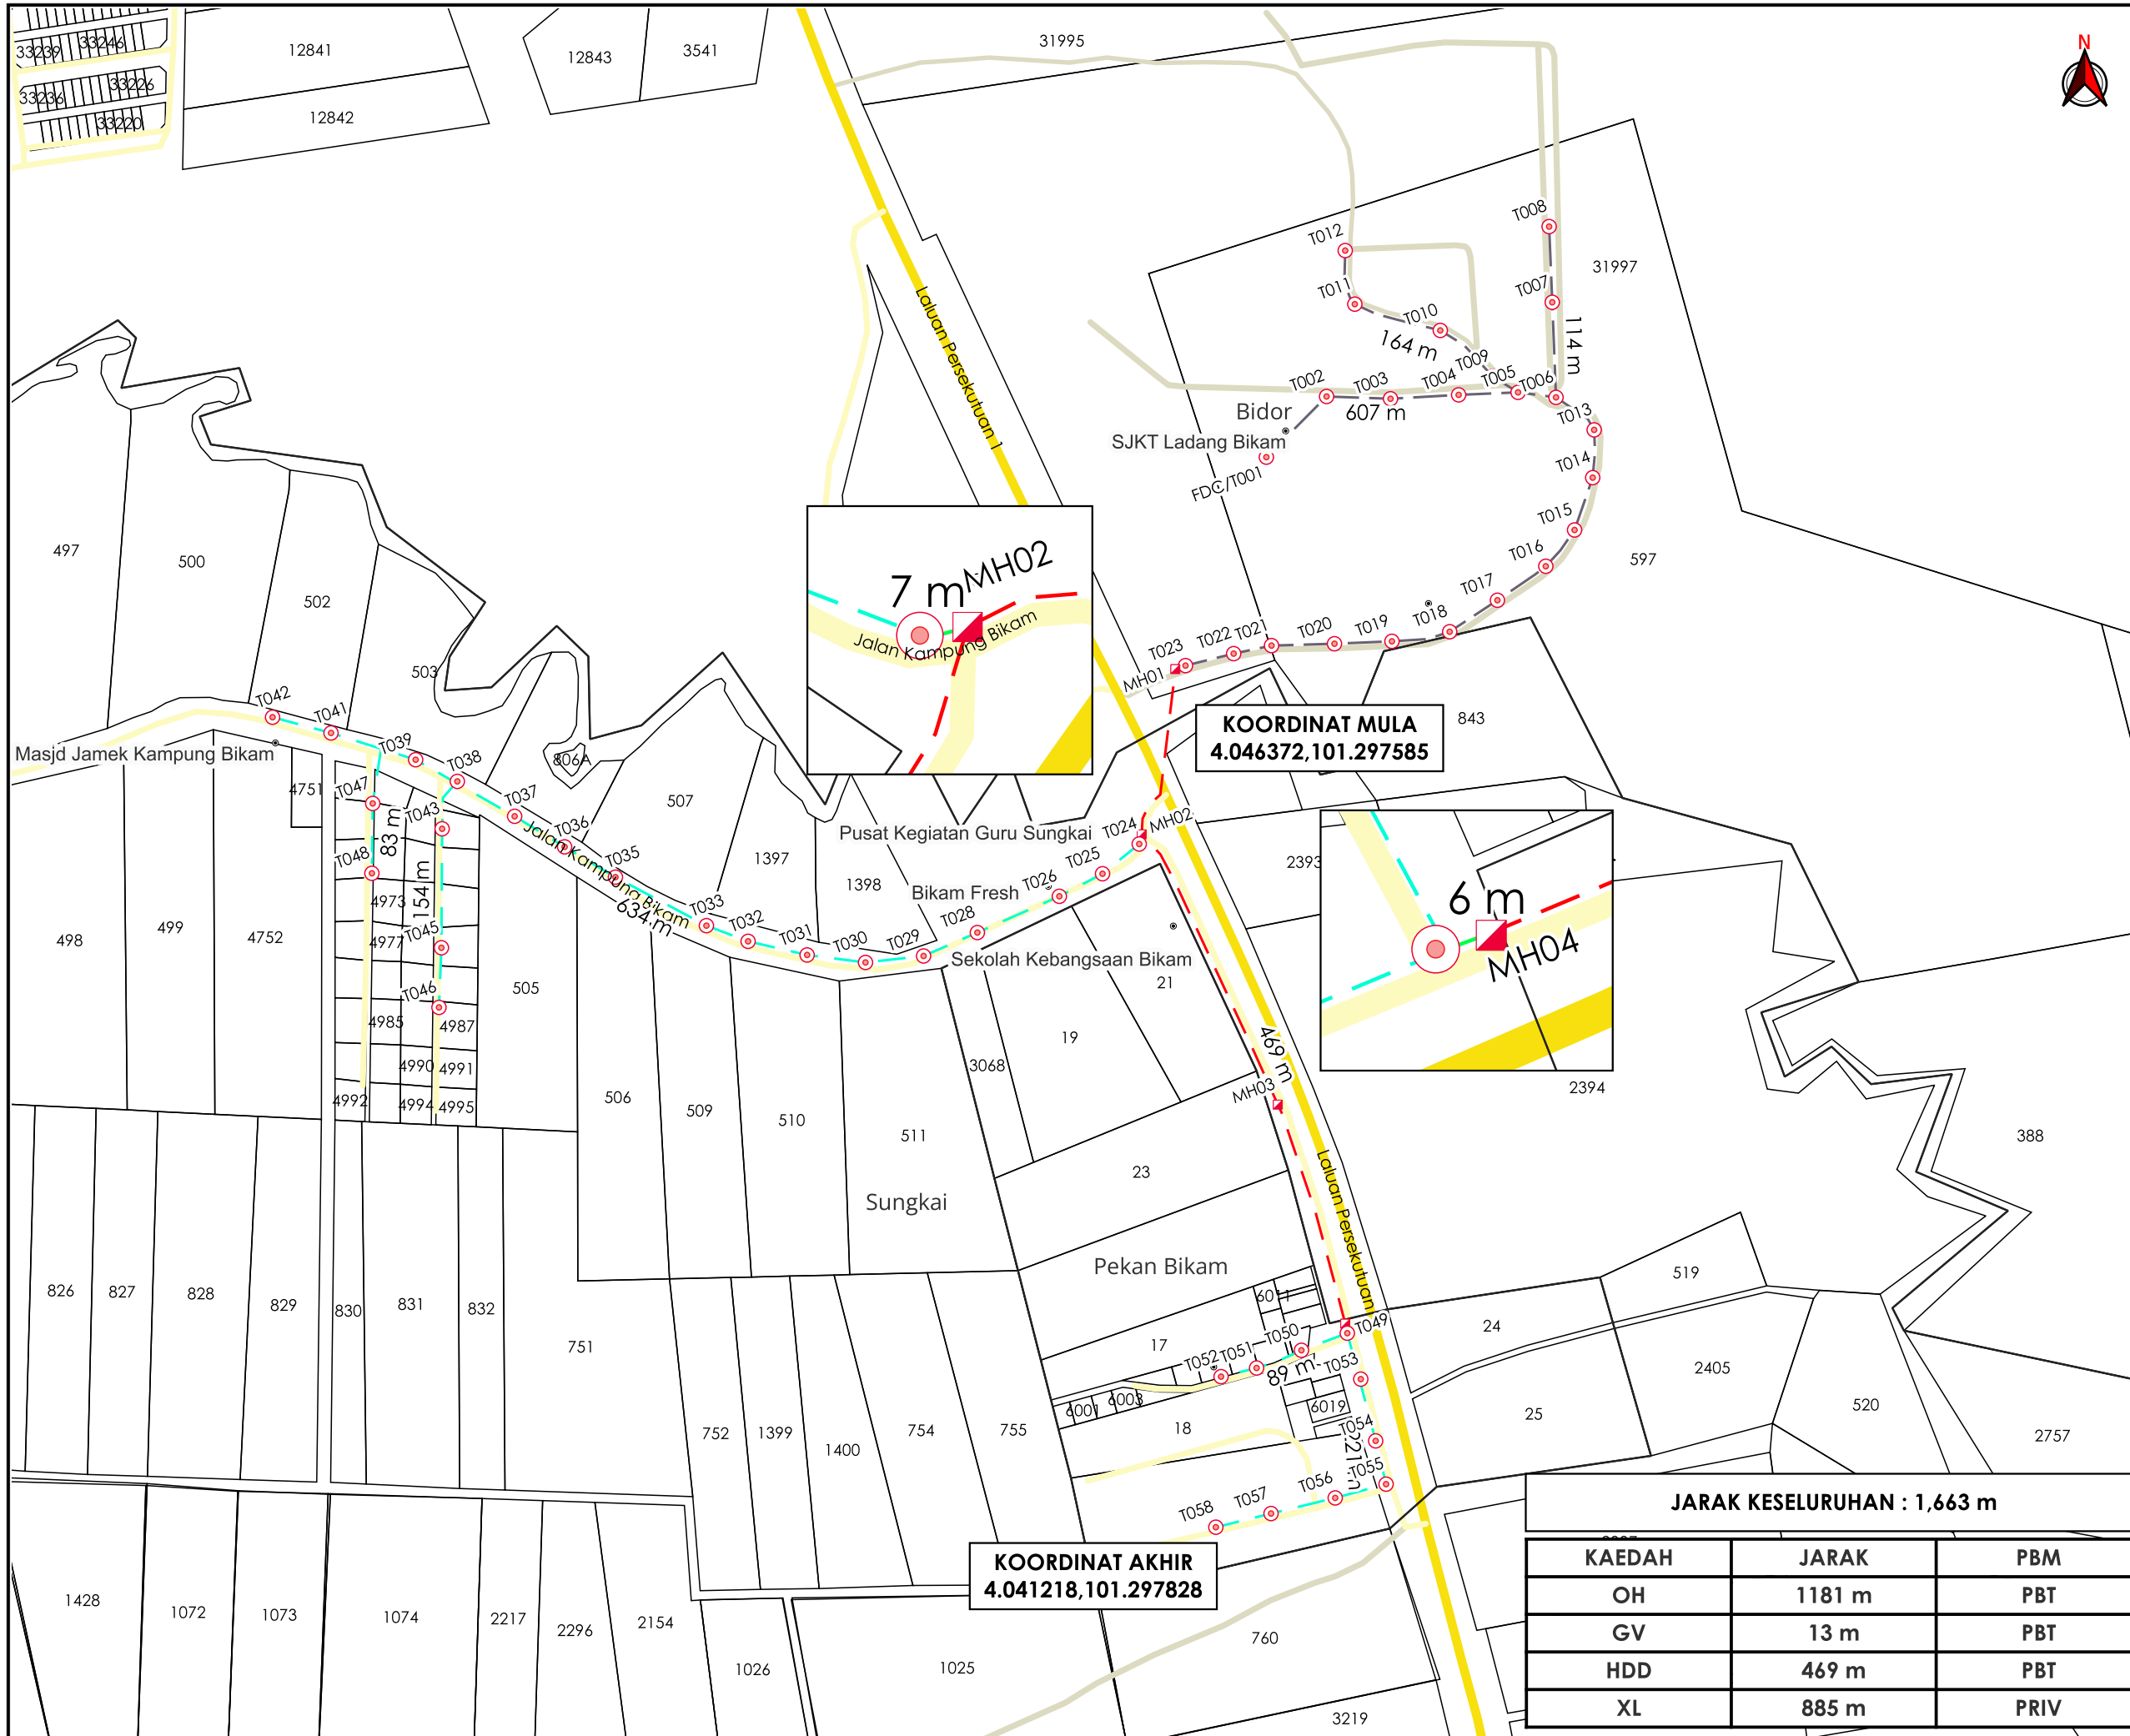 N
33239
33246
33226
33236
33220
12841
12842
12843
3541
31995
31997
Laluan Persekutuan 1
T008
T012
T007
T011
T010
114 m
164 m
T009
T002
T003
T004
T005
T006
607 m
T013
Bidor
SJKT Ladang Bikam
FDC/T001
T014
T015
T016
T017
T018
T019
T020
T021
T022
T023
MH01
597
497
500
502
503
7 m
MH02
Jalan Kampung Bikam
KOORDINAT MULA
4.046372,101.297585
843
T042
T041
T039
T038
T037
T036
T035
T033
T032
T031
T030
T029
T028
T026
T025
T024
MH02
Masjd Jamek Kampung Bikam
806A
507
1397
1398
4751
T047
T043
83 m
T048
154 m
4973
4977
T045
T046
4985
4987
4990
4991
4992
4994
4995
Jalan Kampung Bikam
634 m
Pusat Kegiatan Guru Sungkai
Bikam Fresh
Sekolah Kebangsaan Bikam
2393
6 m
MH04
2394
498
499
4752
505
506
509
510
511
3068
19
21
23
469 m
MH03
388
Sungkai
Pekan Bikam
Laluan Persekutuan 1
826
827
828
829
830
831
832
751
752
1399
1400
754
755
17
18
6011
T049
T050
T051
T052
89 m
T053
6001
6003
6019
T054
221 m
T055
T056
T057
T058
24
25
519
2405
520
2757
KOORDINAT AKHIR
4.041218,101.297828
1428
1072
1073
1074
2217
2296
2154
1026
1025
760
3219
JARAK KESELURUHAN : 1,663 m
KAEDAH JARAK PBM
OH 1181 m PBT
GV 13 m PBT
HDD 469 m PBT
XL 885 m PRIV